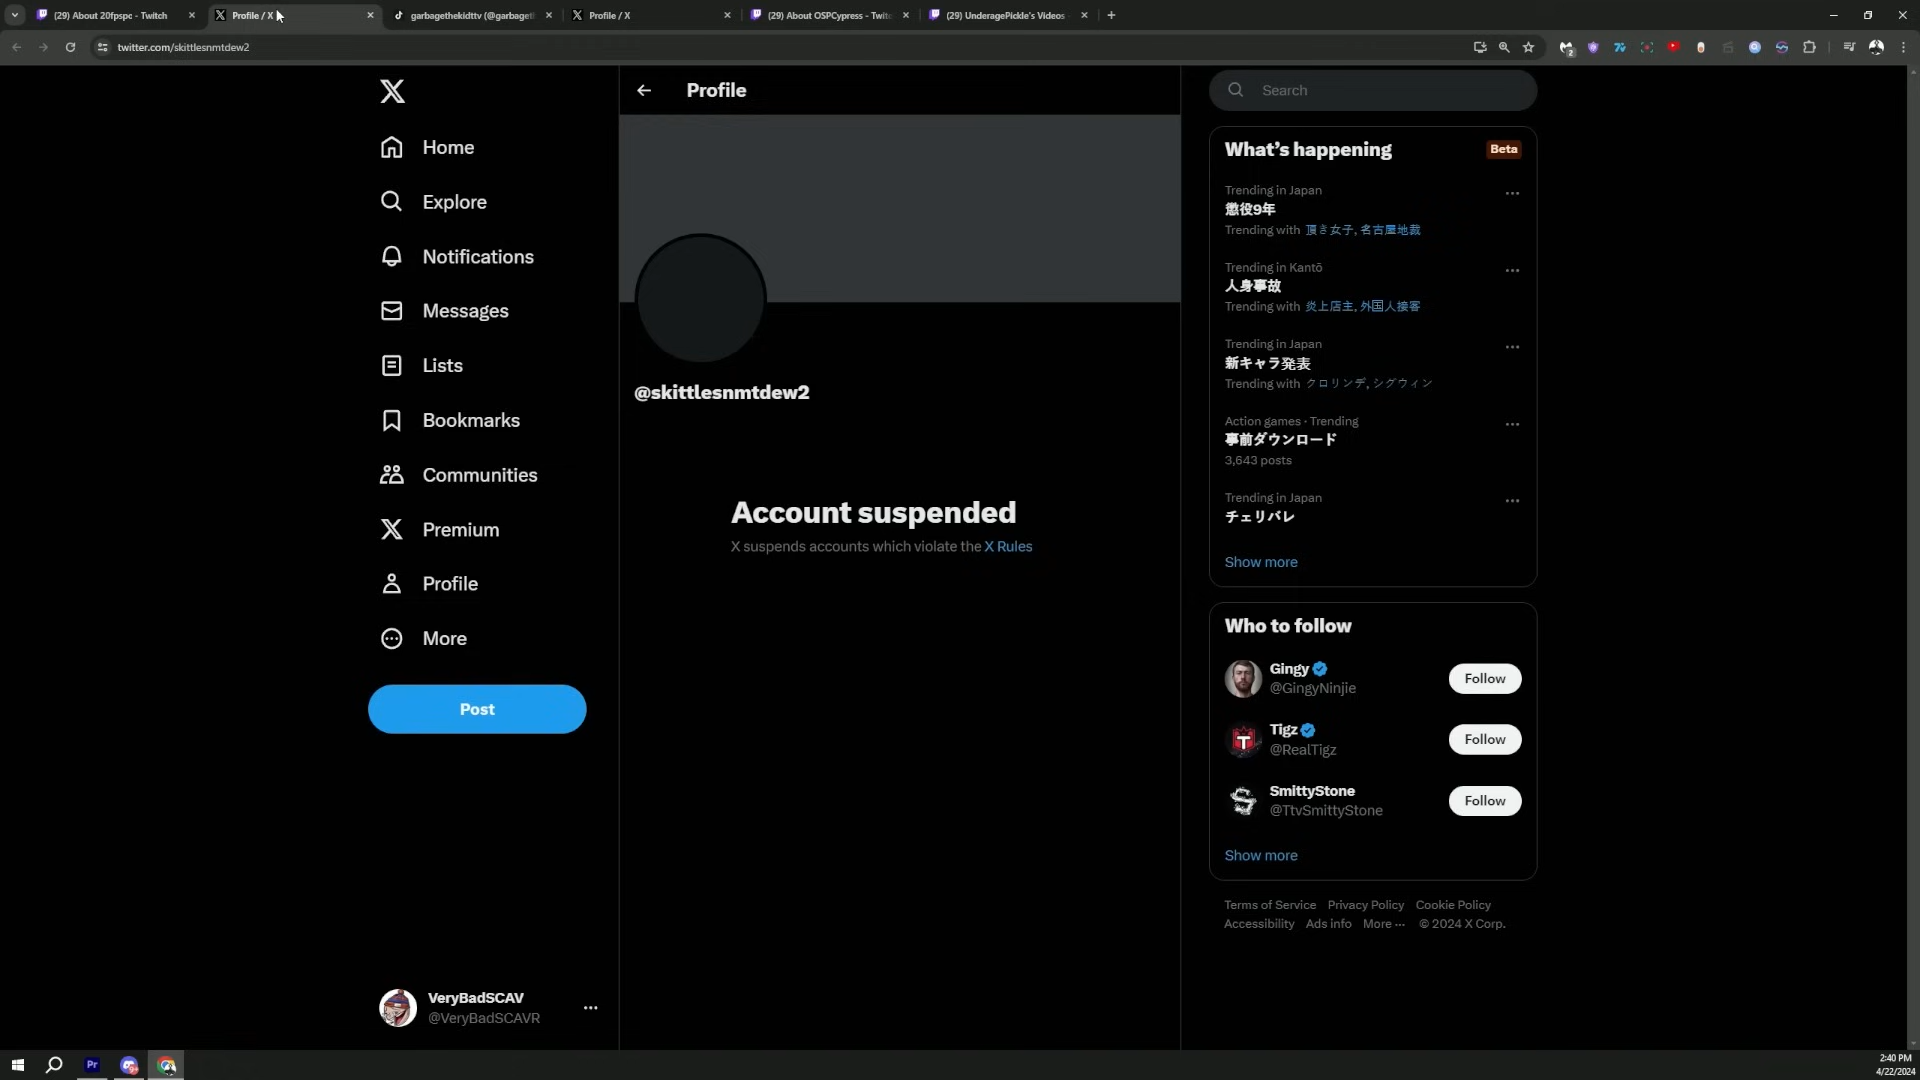 (29) About 20fpspc - Twitch
Profile / X
garbagethekidttv (@garbaget
Profile / X
(29) About OSPCypress - Twitc
(29) UnderagePickle's Videos
twitter.com/skittlesnmtdew2
2
Home
Explore
Notifications
Messages
Lists
Bookmarks
Communities
Premium
Profile
More
Post
VeryBadSCAV
@VeryBadSCAVR
Profile
@skittlesnmtdew2
Account suspended
X suspends accounts which violate the X Rules
Search
What's happening
Beta
Trending in Japan
懲役9年
Trending with 頂き女子, 名古屋地裁
Trending in Kantō
人身事故
Trending with 炎上店主, 外国人接客
Trending in Japan
新キャラ発表
Trending with クロリンデ, シグウィン
Action games · Trending
事前ダウンロード
3,643 posts
Trending in Japan
チェリバレ
Show more
Who to follow
Gingy
@GingyNinjie
Follow
Tigz
@RealTigz
Follow
SmittyStone
@TtvSmittyStone
Follow
Show more
Terms of Service Privacy Policy Cookie Policy
Accessibility Ads info More ··· © 2024 X Corp.
Pr
2:40 PM
4/22/2024